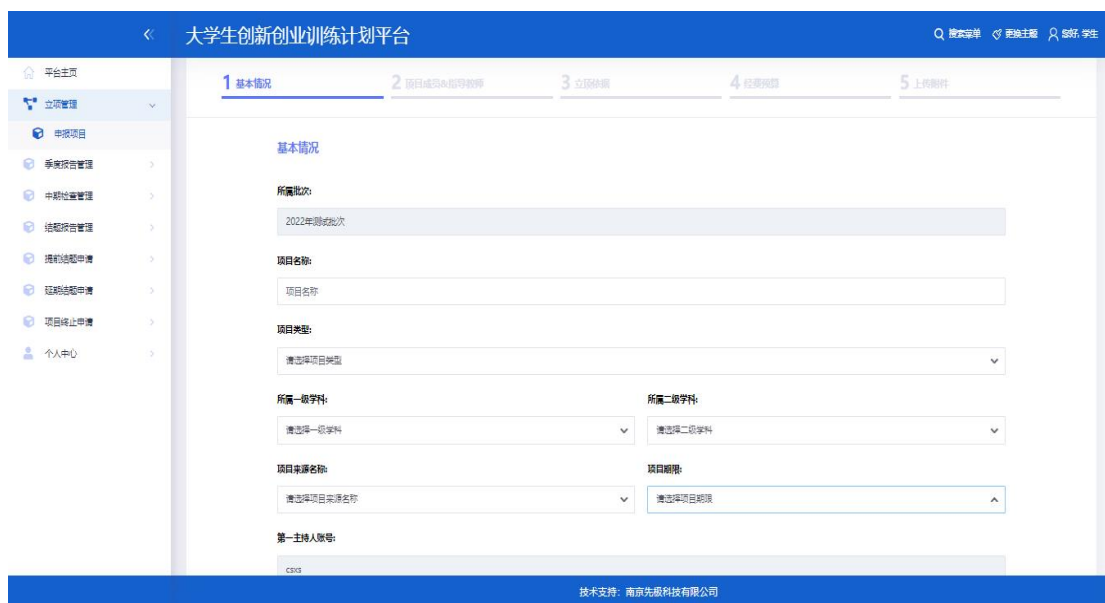 大学生创新创业训练计划平台
搜索菜单 更换主题 您好, 学生
平台主页
立项管理
申报项目
季度报告管理
中期检查管理
结题报告管理
提前结题申请
延期结题申请
项目终止申请
个人中心
1 基本情况 2 项目成员&指导教师 3 立项依据 4 经费预算 5 上传附件
基本情况
所属批次:
2022年测试批次
项目名称:
项目名称
项目类型:
请选择项目类型
所属一级学科: 所属二级学科:
请选择一级学科 请选择二级学科
项目来源名称: 项目期限:
请选择项目来源名称 请选择项目期限
第一主持人账号:
csxs
技术支持：南京先极科技有限公司